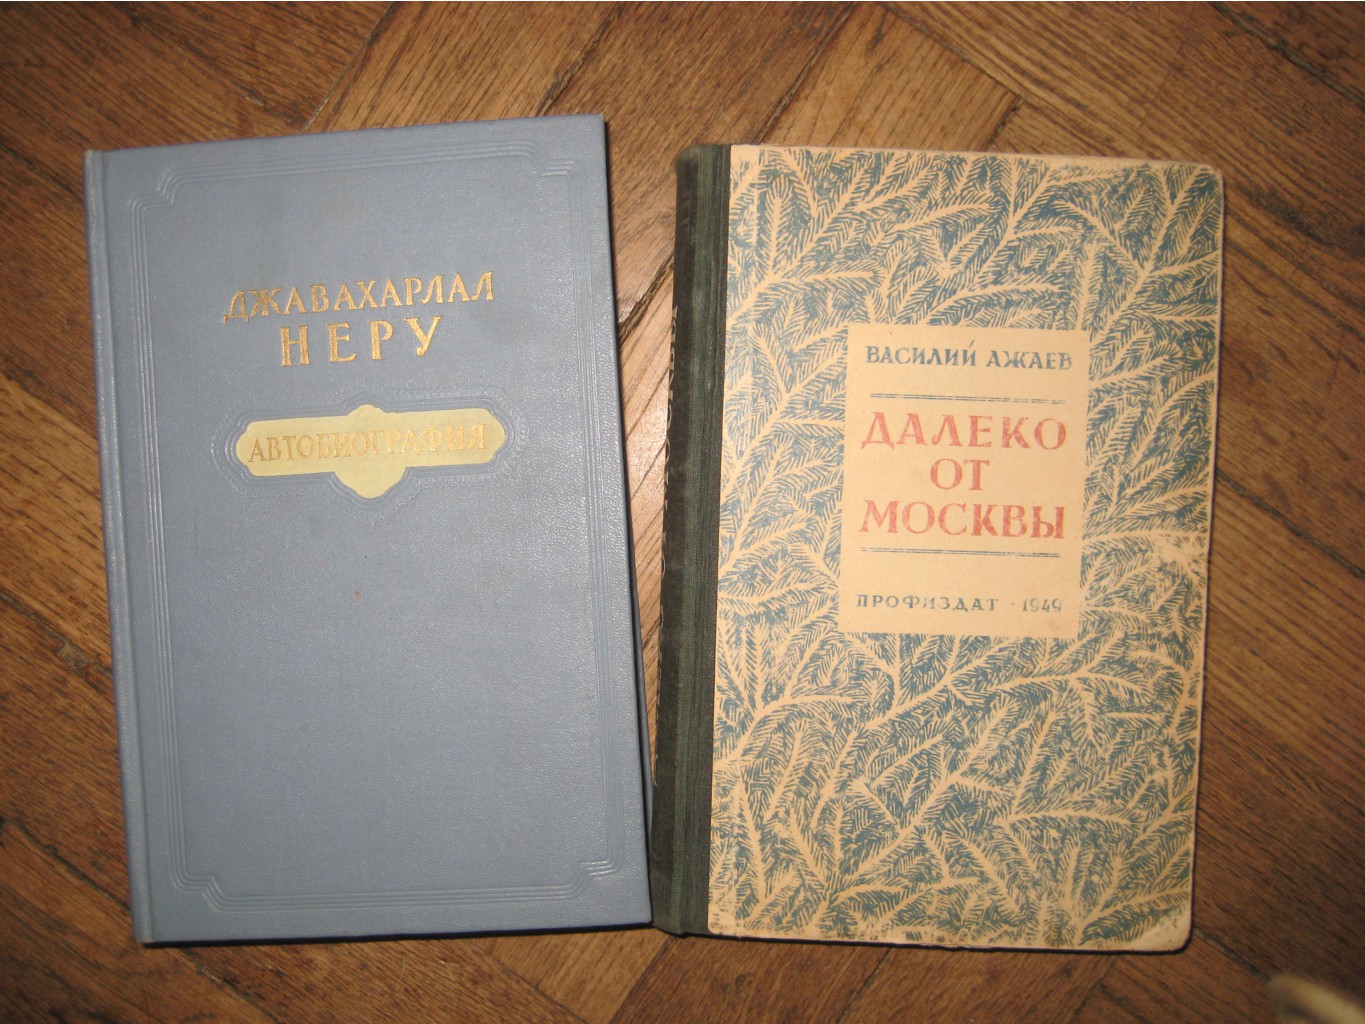 ДЖАВАХАРЛАЛ
НЕРУ
АВТОБИОГРАФИЯ
ВАСИЛИЙ АЖАЕВ
ДАЛЕКО
ОТ
МОСКВЫ
ПРОФИЗДАТ · 1949